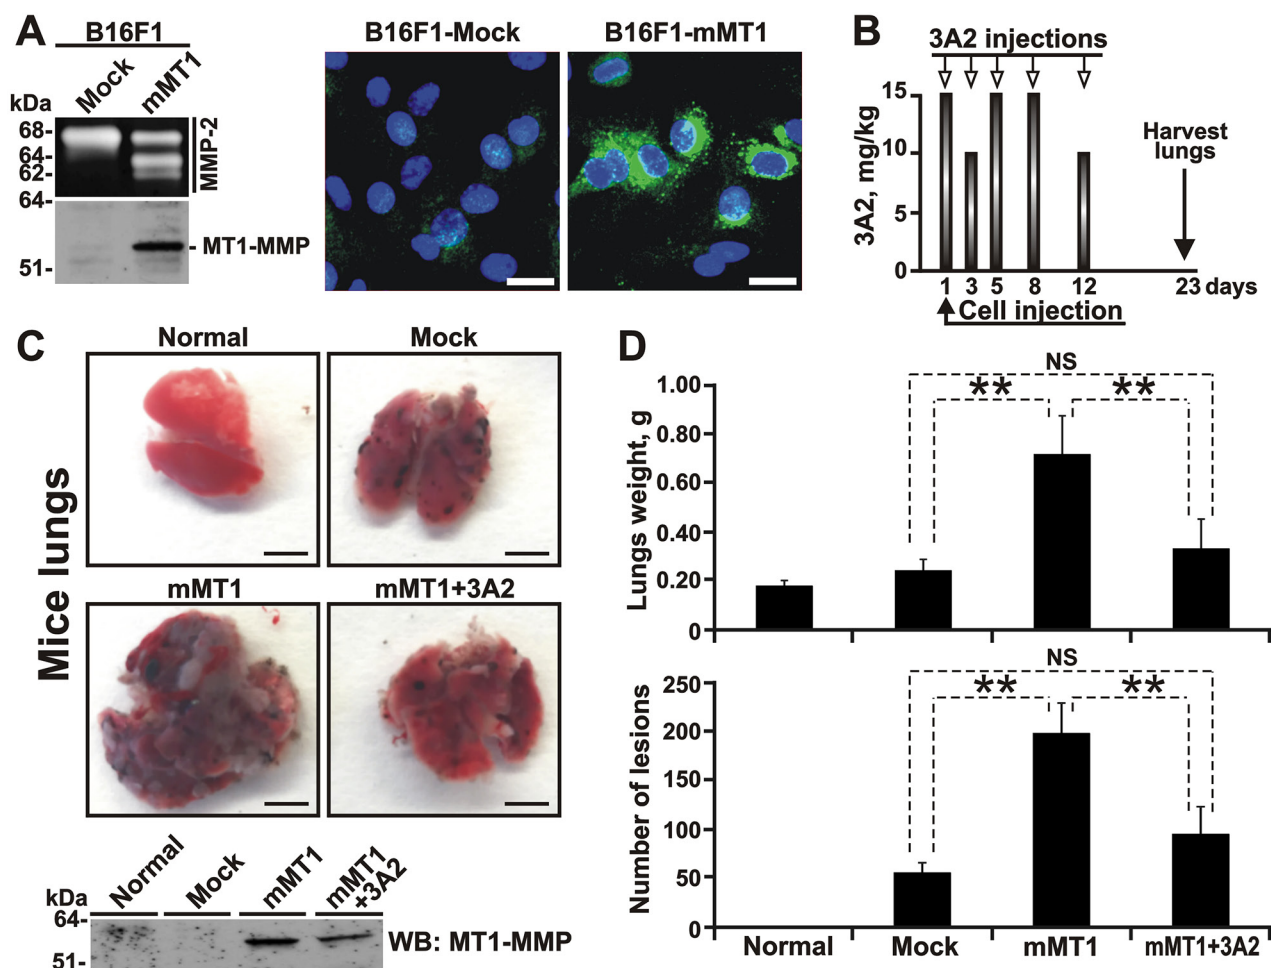 A
B16F1
Mock
mMT1
kDa
68-
64-
62-
MMP-2
64-
- MT1-MMP
51-
B16F1-Mock
B16F1-mMT1
B
3A2 injections
3A2, mg/kg
15
10
5
0
1 3 5 8 12 23 days
Harvest
lungs
Cell injection
C
Mice lungs
Normal
Mock
mMT1
mMT1+3A2
Normal
Mock
mMT1
mMT1
+3A2
kDa
64-
51-
WB: MT1-MMP
D
Lungs weight, g
1.00
0.80
0.60
0.40
0.20
0
NS
**
**
Number of lesions
250
200
150
100
50
0
NS
**
**
Normal
Mock
mMT1
mMT1+3A2